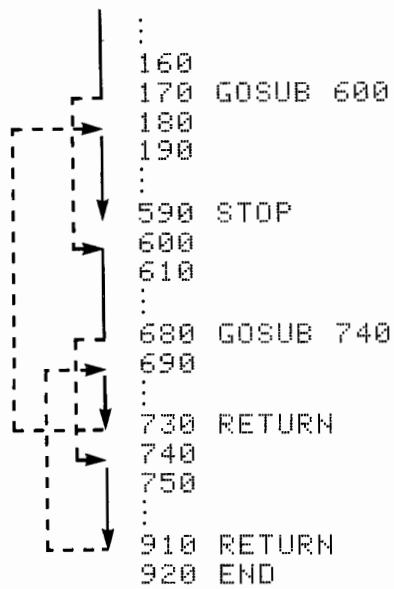 :
160
170 GOSUB 600
180
190
:
590 STOP
600
610
:
680 GOSUB 740
690
:
730 RETURN
740
750
:
910 RETURN
920 END